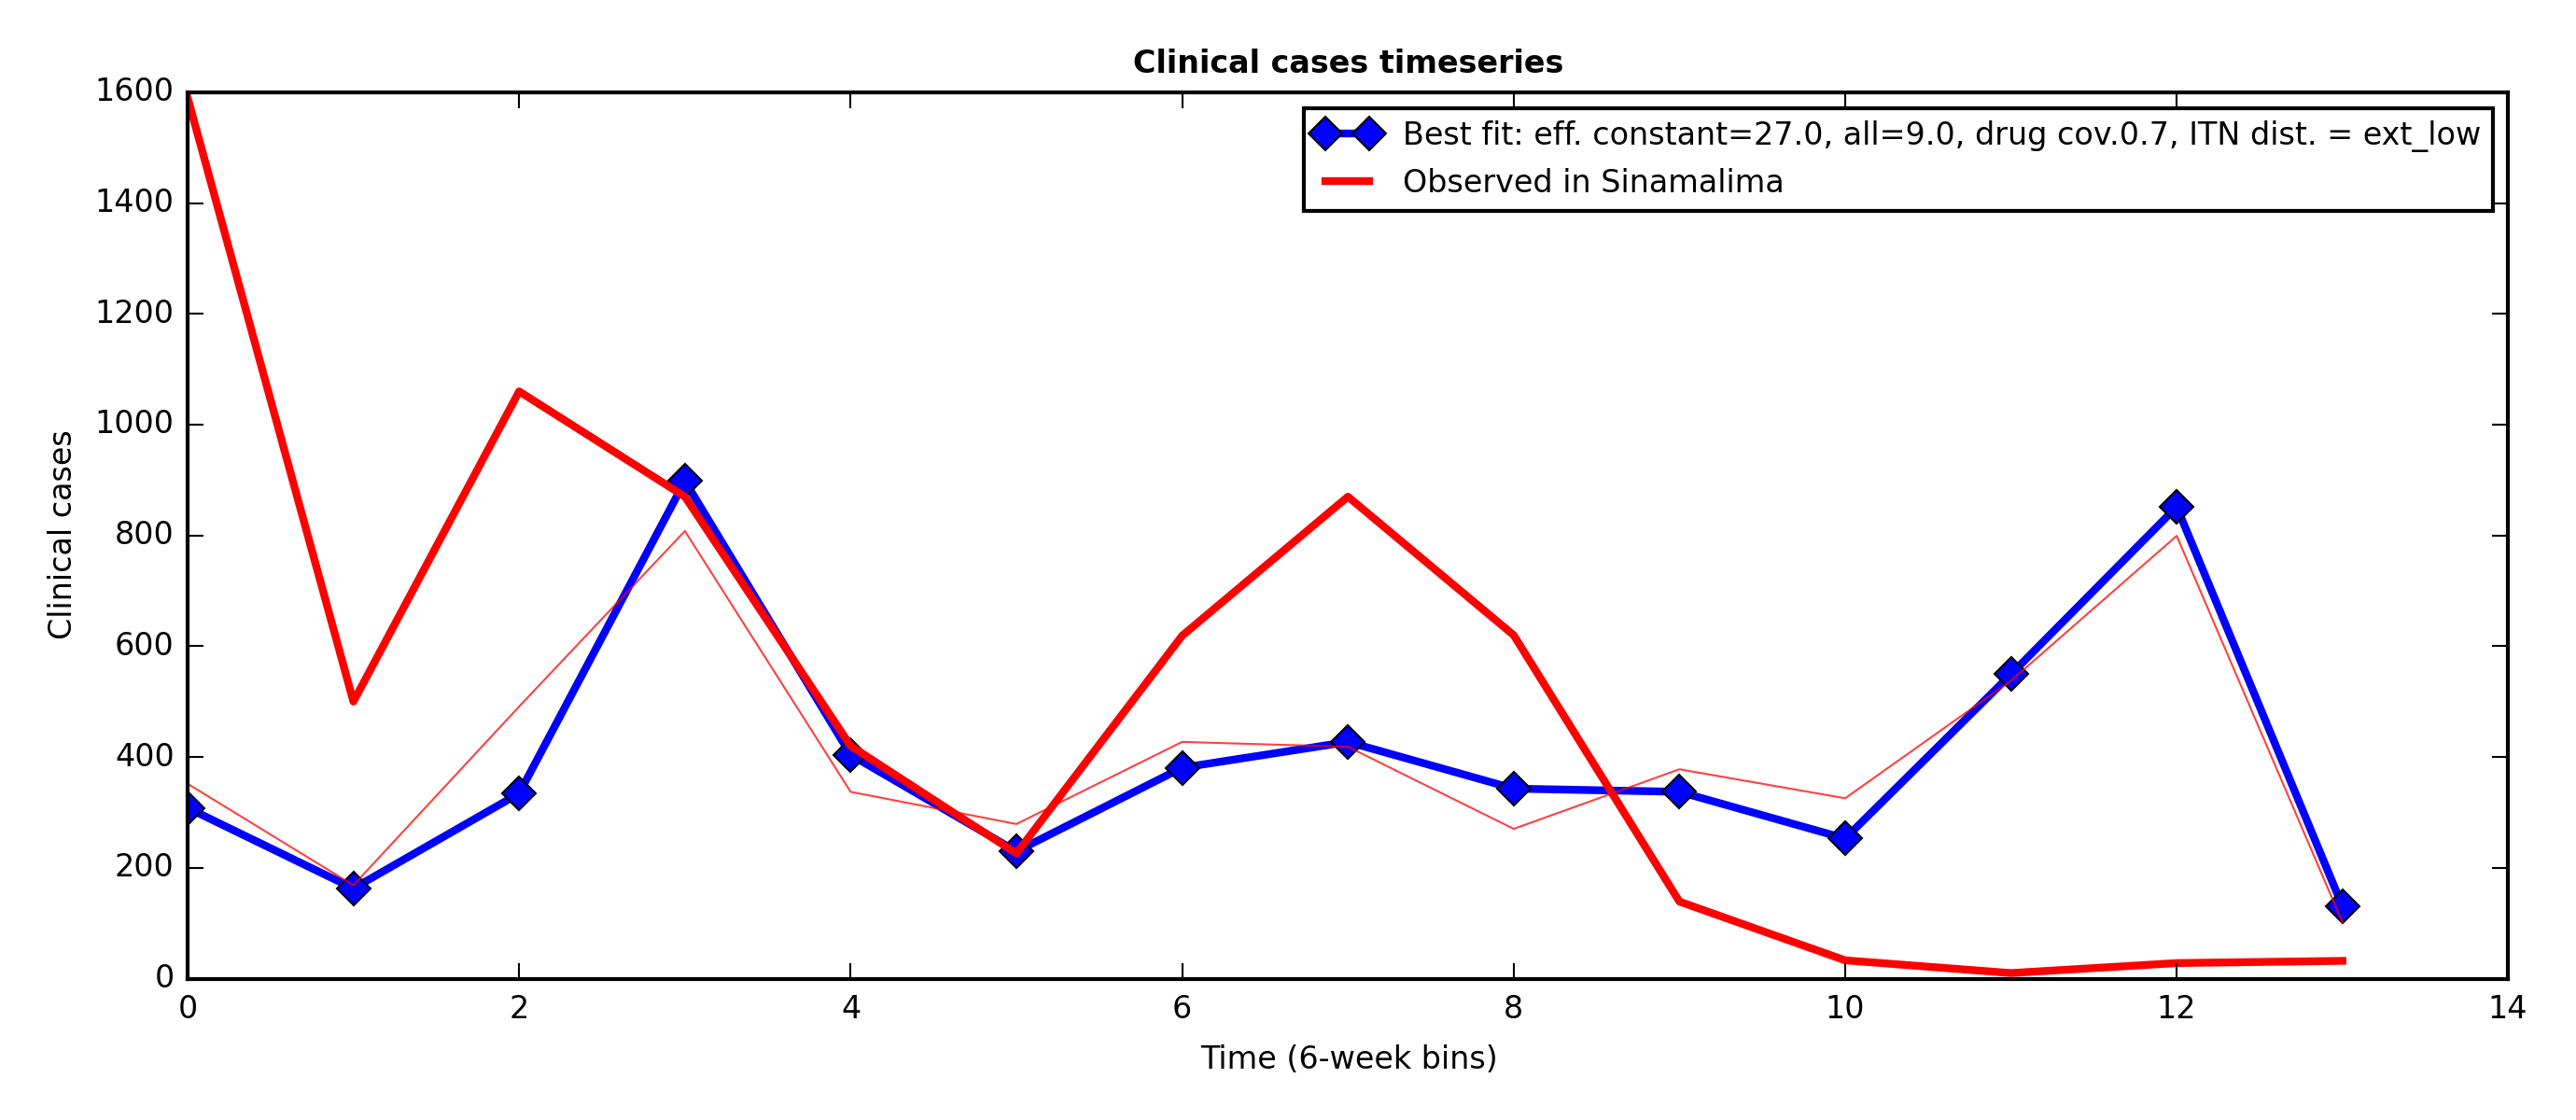 Clinical cases timeseries
1600
1400
1200
1000
800
600
400
200
0
Clinical cases
Best fit: eff. constant=27.0, all=9.0, drug cov.0.7, ITN dist. = ext_low
Observed in Sinamalima
0 2 4 6 8 10 12 14
Time (6-week bins)